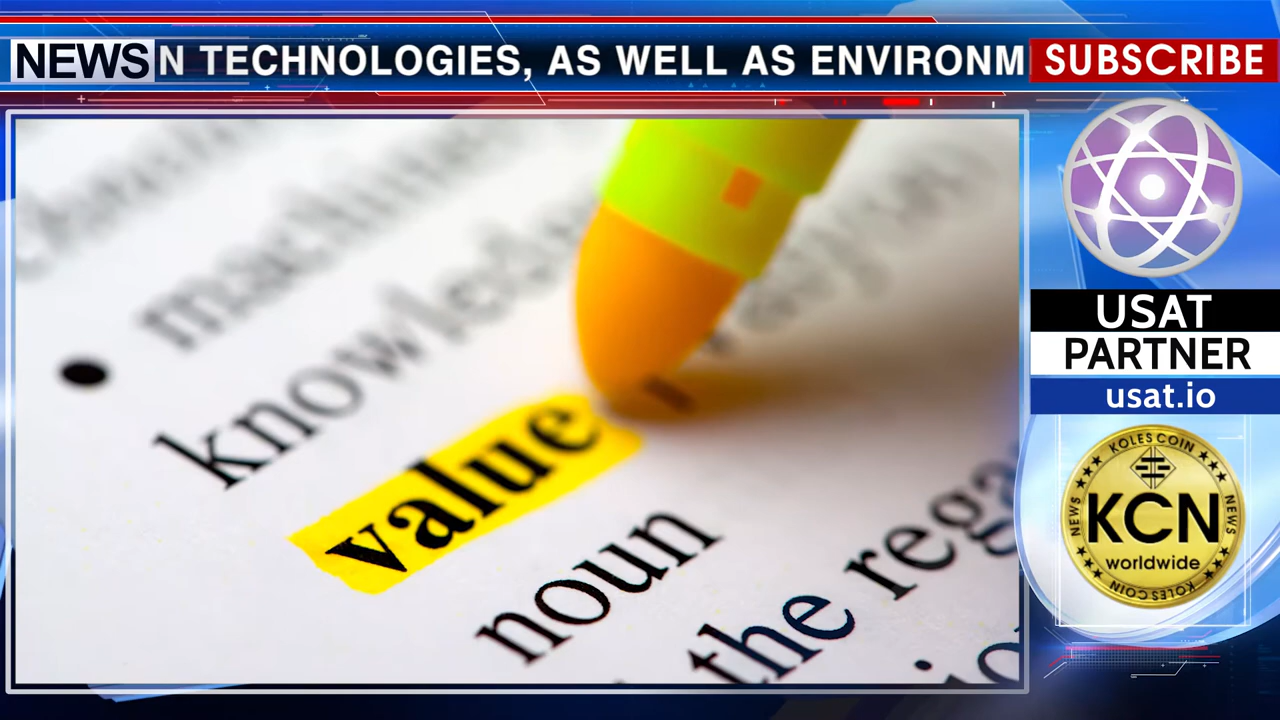 NEWS
N TECHNOLOGIES, AS WELL AS ENVIRONM
SUBSCRIBE
knowledge
value
noun
the rega
USAT
PARTNER
usat.io
KOLES COIN
NEWS
KCN
NEWS
worldwide
KOLES COIN